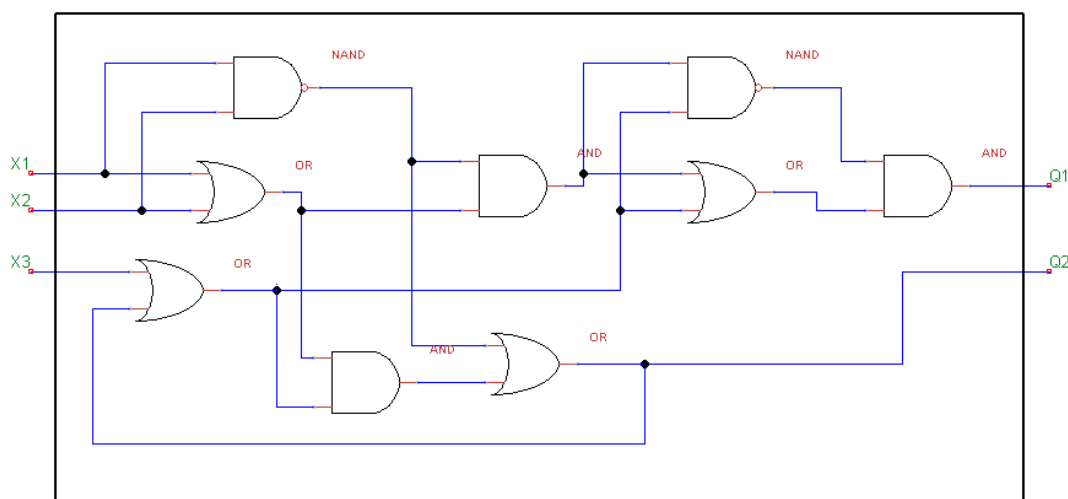 NAND
NAND
X1
OR
AND
OR
AND
Q1
X2
X3
OR
Q2
AND
OR